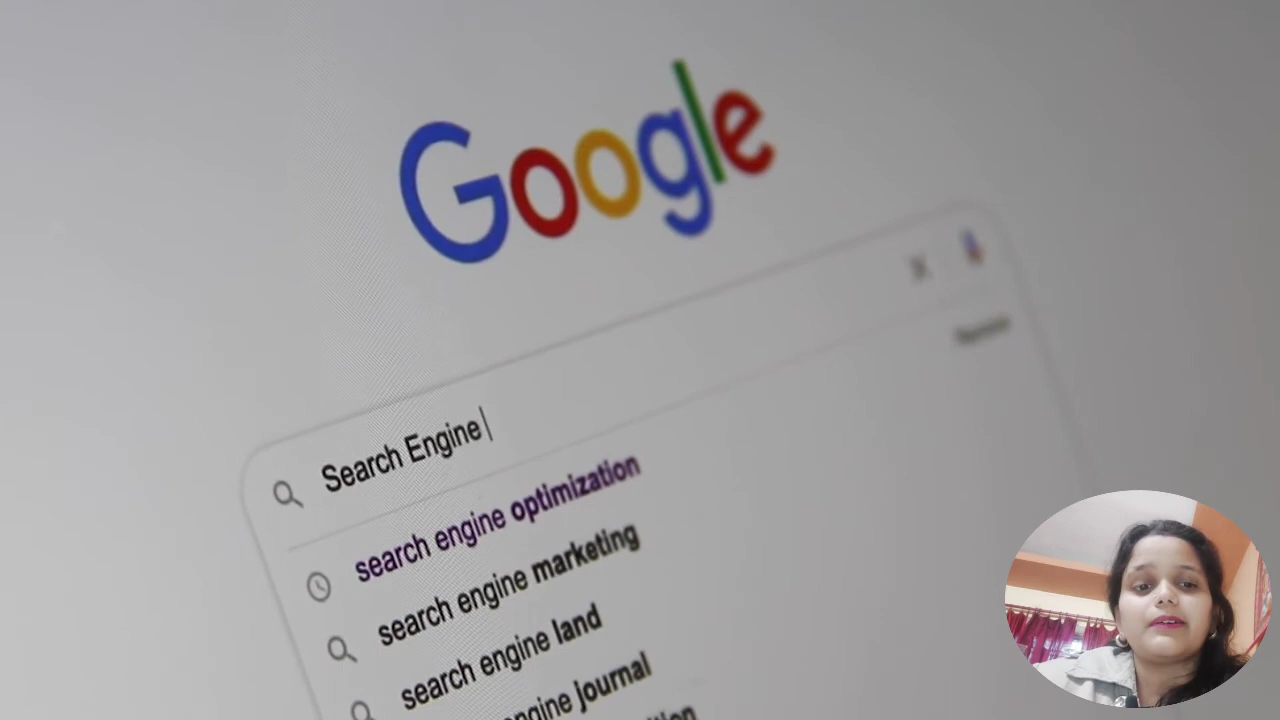 Google
Search Engine
search engine optimization
search engine marketing
search engine land
engine journal